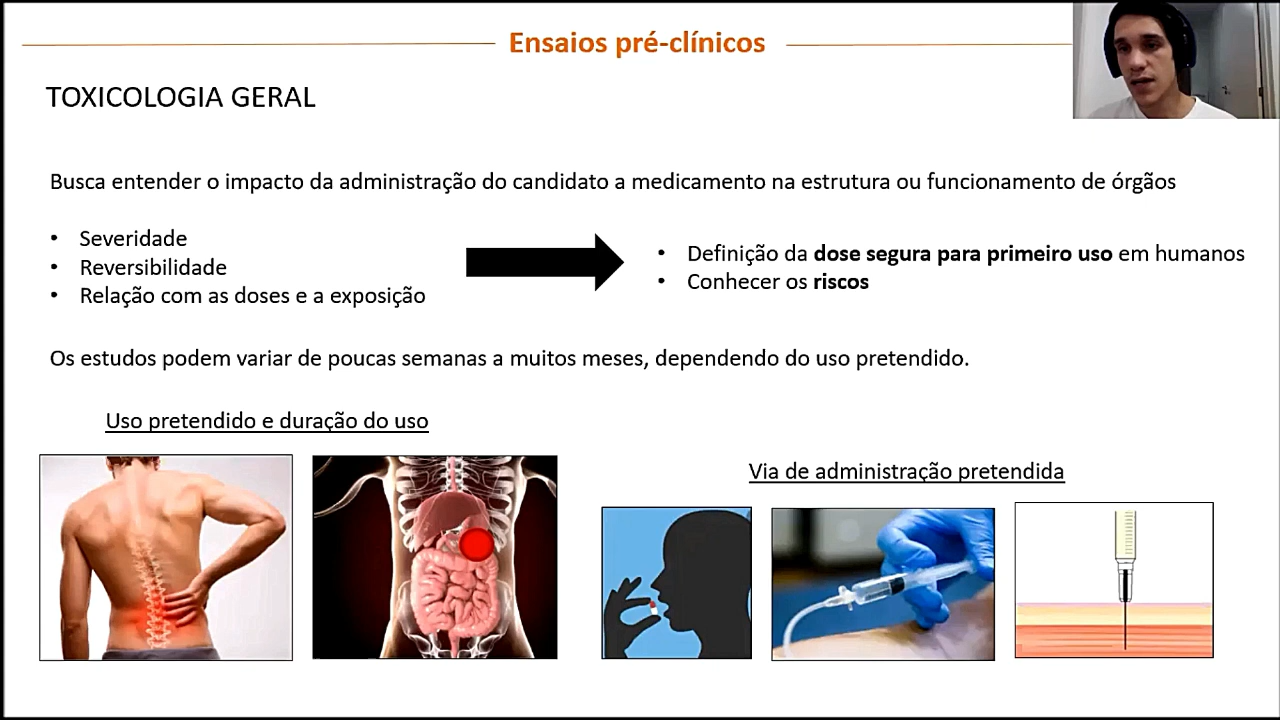 Ensaios pré-clínicos
TOXICOLOGIA GERAL
Busca entender o impacto da administração do candidato a medicamento na estrutura ou funcionamento de órgãos
• Severidade
• Reversibilidade
• Relação com as doses e a exposição
• Definição da dose segura para primeiro uso em humanos
• Conhecer os riscos
Os estudos podem variar de poucas semanas a muitos meses, dependendo do uso pretendido.
Uso pretendido e duração do uso
Via de administração pretendida